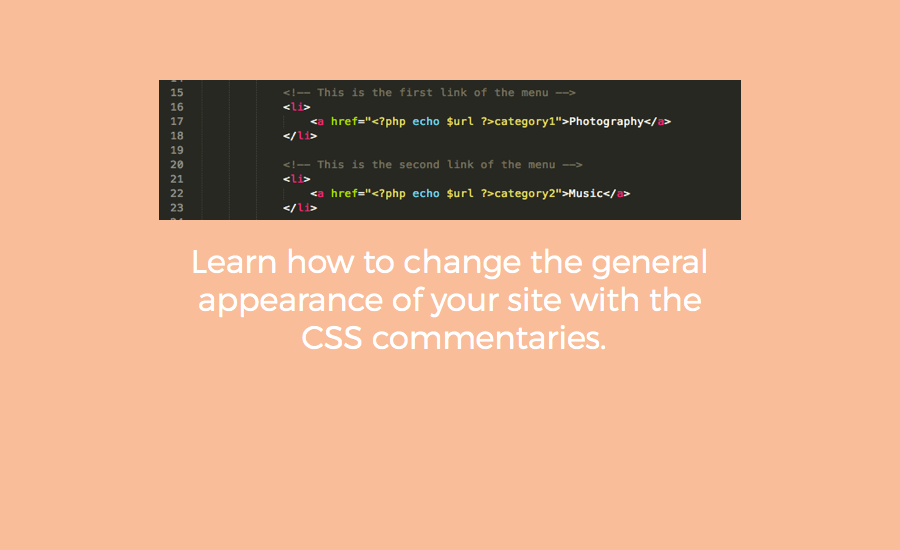 15 <!-- This is the first link of the menu -->
16 <li>
17 <a href="<?php echo $url ?>category1">Photography</a>
18 </li>
19
20 <!-- This is the second link of the menu -->
21 <li>
22 <a href="<?php echo $url ?>category2">Music</a>
23 </li>
Learn how to change the general
appearance of your site with the
CSS commentaries.